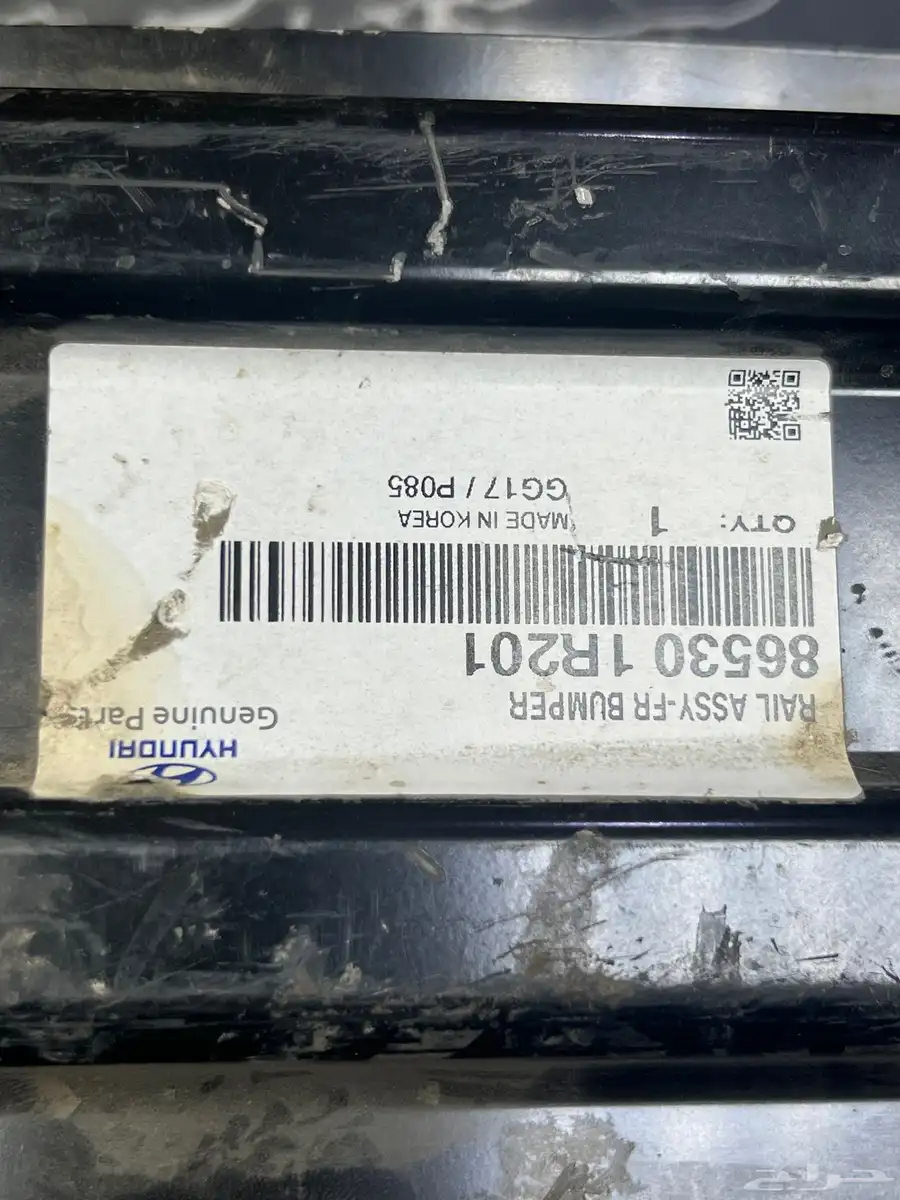 HYUNDAI
Genuine Parts
RAIL ASSY-FR BUMPER
86530 1R201
QTY: 1
MADE IN KOREA
GG17 / P085
حراج